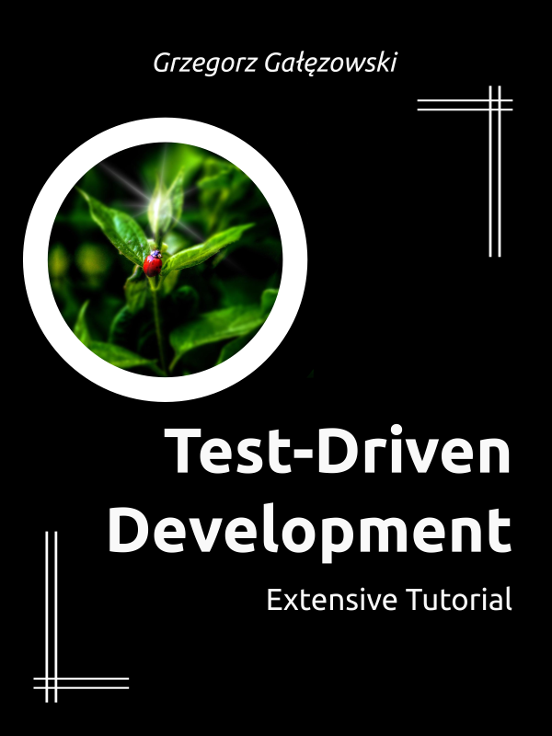 Grzegorz Gałęzowski
Test-Driven
Development
Extensive Tutorial